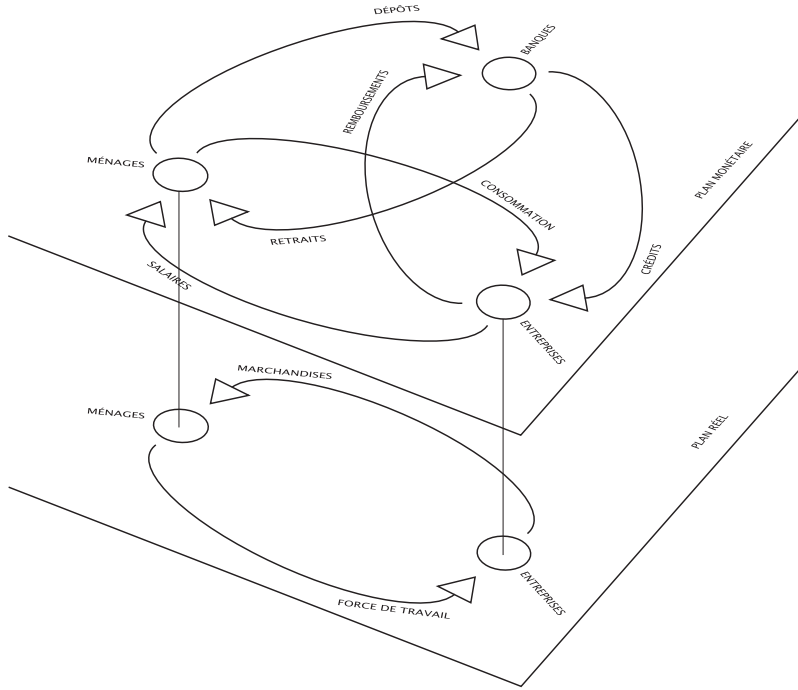 DÉPÔTS
BANQUES
REMBOURSEMENTS
MÉNAGES
PLAN MONÉTAIRE
CONSOMMATION
RETRAITS
CRÉDITS
SALAIRES
ENTREPRISES
MARCHANDISES
MÉNAGES
PLAN RÉEL
ENTREPRISES
FORCE DE TRAVAIL